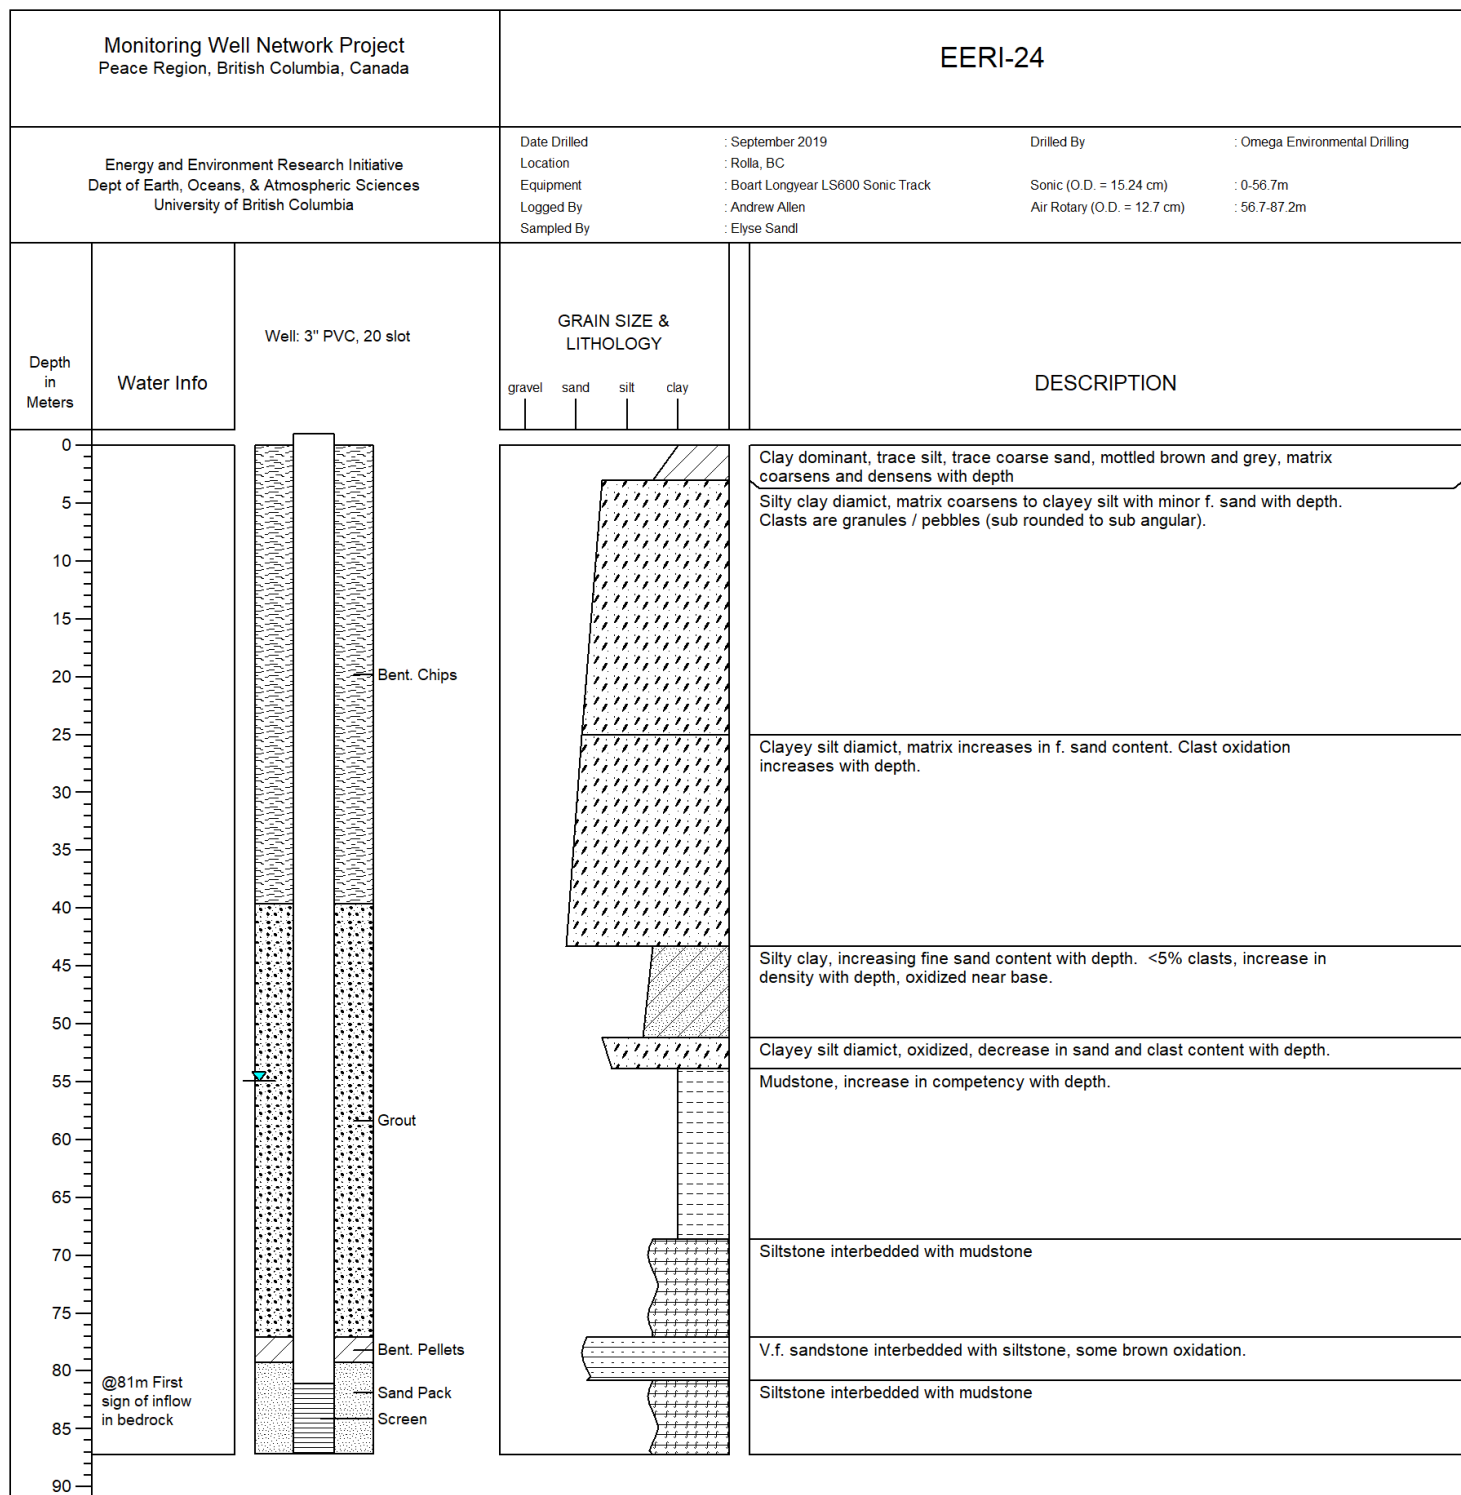 Monitoring Well Network Project
Peace Region, British Columbia, Canada
EERI-24
Energy and Environment Research Initiative
Dept of Earth, Oceans, & Atmospheric Sciences
University of British Columbia
Date Drilled : September 2019 Drilled By : Omega Environmental Drilling
Location : Rolla, BC
Equipment : Boart Longyear LS600 Sonic Track Sonic (O.D. = 15.24 cm) : 0-56.7m
Logged By : Andrew Allen Air Rotary (O.D. = 12.7 cm) : 56.7-87.2m
Sampled By : Elyse Sandl
Depth
in
Meters
Water Info
Well: 3" PVC, 20 slot
GRAIN SIZE &
LITHOLOGY
gravel sand silt clay
DESCRIPTION
0
5
10
15
20
25
30
35
40
45
50
55
60
65
70
75
80
85
90
@81m First
sign of inflow
in bedrock
Bent. Chips
Grout
Bent. Pellets
Sand Pack
Screen
Clay dominant, trace silt, trace coarse sand, mottled brown and grey, matrix
coarsens and densens with depth
Silty clay diamict, matrix coarsens to clayey silt with minor f. sand with depth.
Clasts are granules / pebbles (sub rounded to sub angular).
Clayey silt diamict, matrix increases in f. sand content. Clast oxidation
increases with depth.
Silty clay, increasing fine sand content with depth. <5% clasts, increase in
density with depth, oxidized near base.
Clayey silt diamict, oxidized, decrease in sand and clast content with depth.
Mudstone, increase in competency with depth.
Siltstone interbedded with mudstone
V.f. sandstone interbedded with siltstone, some brown oxidation.
Siltstone interbedded with mudstone